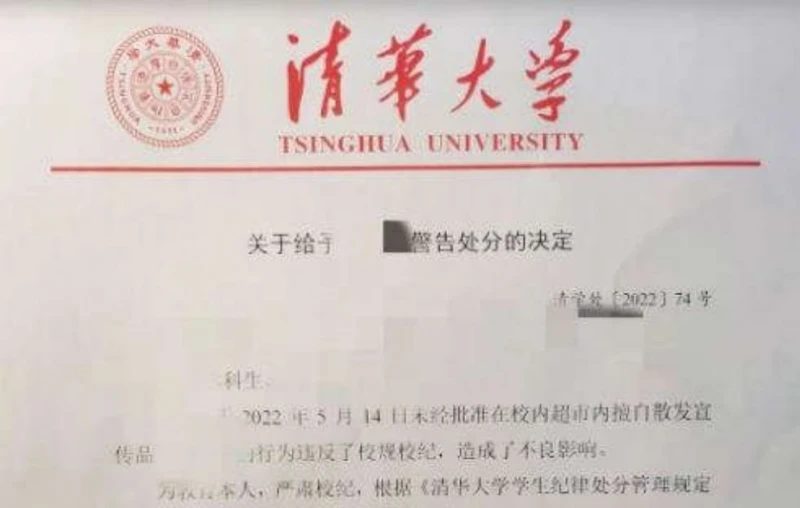 清華大學
TSINGHUA UNIVERSITY
关于给予 警告处分的决定
清学处〔2022〕74 号
科生,
2022 年 5 月 14 日未经批准在校内超市内擅自散发宣
传品 的行为违反了校规校纪，造成了不良影响。
为教育本人，严肃校纪，根据《清华大学学生纪律处分管理规定